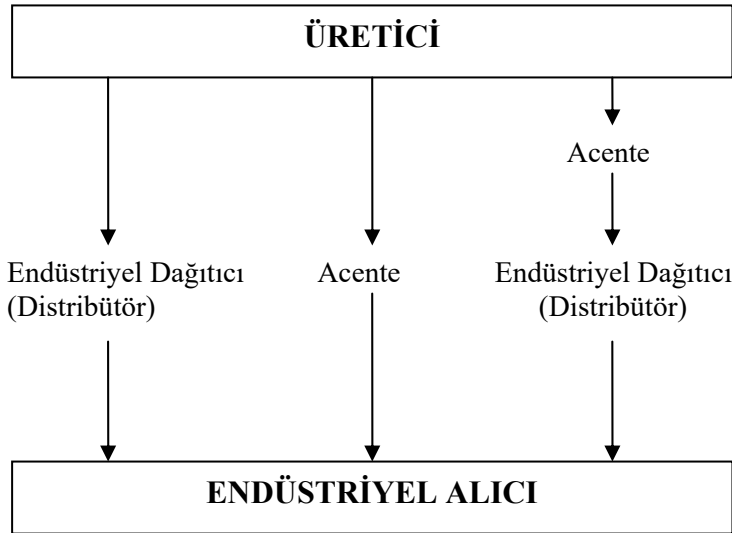 ÜRETİCİ
Acente
Endüstriyel Dağıtıcı
(Distribütör)
Acente
Endüstriyel Dağıtıcı
(Distribütör)
ENDÜSTRİYEL ALICI